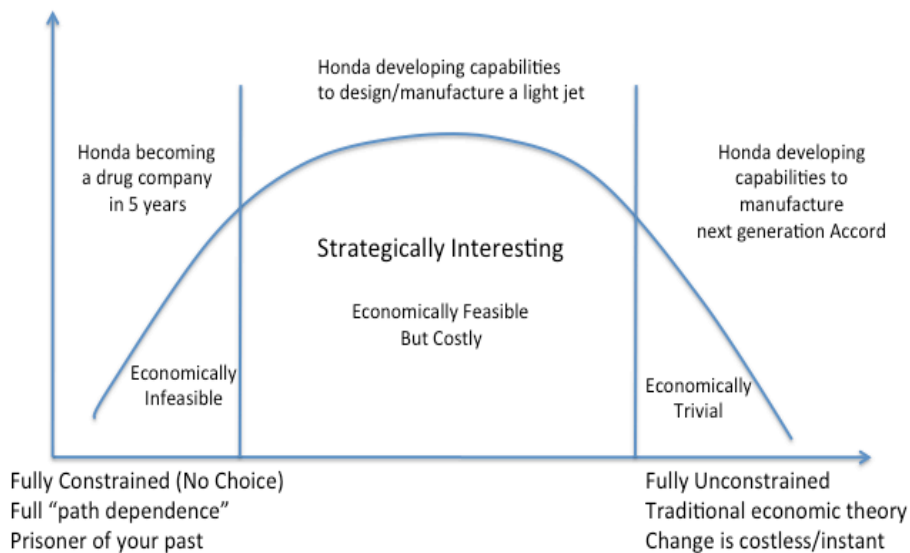 Honda developing capabilities
to design/manufacture a light jet
Honda becoming
a drug company
in 5 years
Honda developing
capabilities to
manufacture
next generation Accord
Strategically Interesting
Economically Feasible
But Costly
Economically
Infeasible
Economically
Trivial
Fully Constrained (No Choice)
Full “path dependence”
Prisoner of your past
Fully Unconstrained
Traditional economic theory
Change is costless/instant